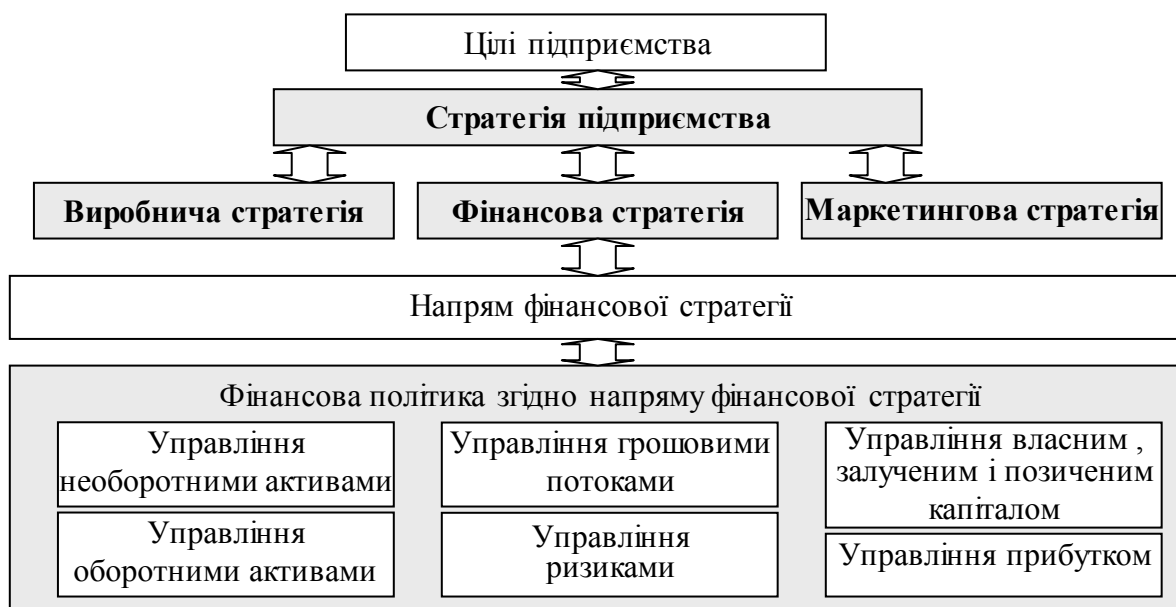 Цілі підприємства
Стратегія підприємства
Виробнича стратегія
Фінансова стратегія
Маркетингова стратегія
Напрям фінансової стратегії
Фінансова політика згідно напряму фінансової стратегії
Управління
необоротними активами
Управління грошовими
потоками
Управління власним ,
залученим і позиченим
капіталом
Управління
оборотними активами
Управління
ризиками
Управління прибутком